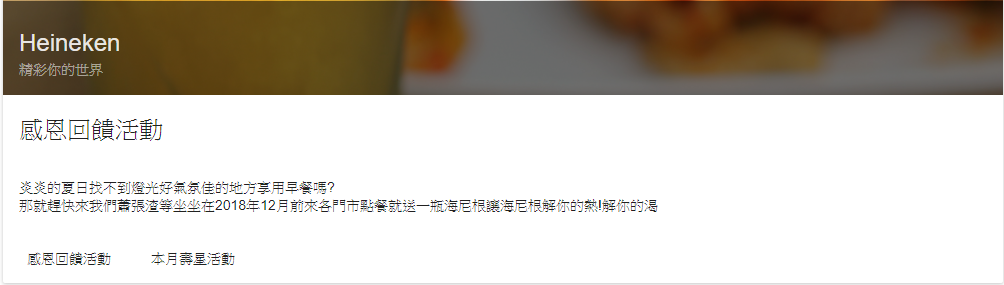 Heineken
精彩你的世界
感恩回饋活動
炎炎的夏日找不到燈光好氣氛佳的地方享用早餐嗎?
那就趕快來我們蕭張渣等坐坐在2018年12月前來各門市點餐就送一瓶海尼根讓海尼根解你的熱!解你的渴
感恩回饋活動
本月壽星活動